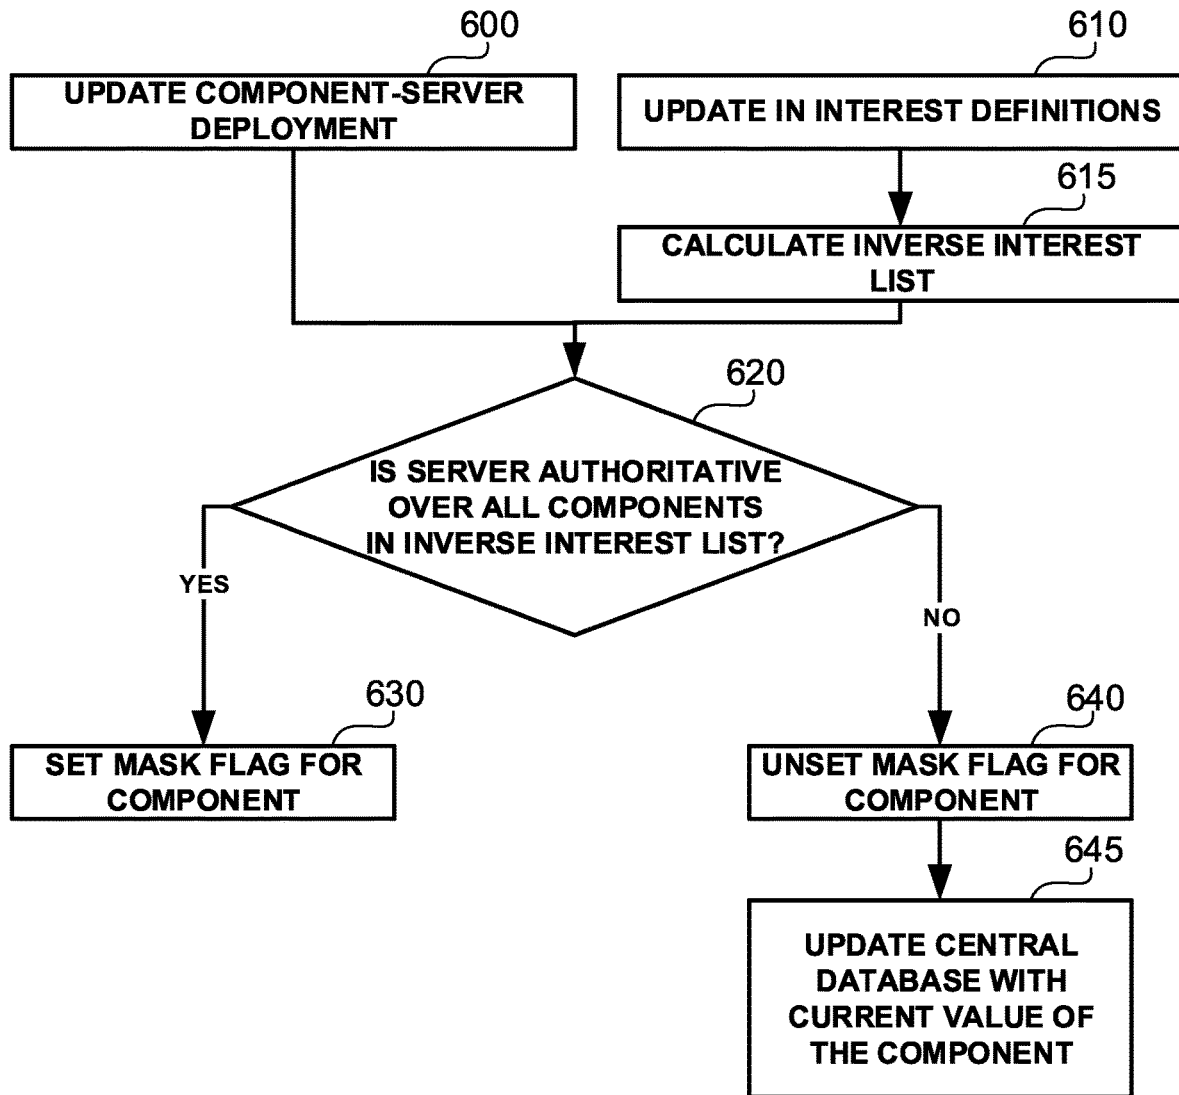 600
UPDATE COMPONENT-SERVER
DEPLOYMENT
610
UPDATE IN INTEREST DEFINITIONS
615
CALCULATE INVERSE INTEREST
LIST
620
IS SERVER AUTHORITATIVE
OVER ALL COMPONENTS
IN INVERSE INTEREST LIST?
YES
NO
630
SET MASK FLAG FOR
COMPONENT
640
UNSET MASK FLAG FOR
COMPONENT
645
UPDATE CENTRAL
DATABASE WITH
CURRENT VALUE OF
THE COMPONENT